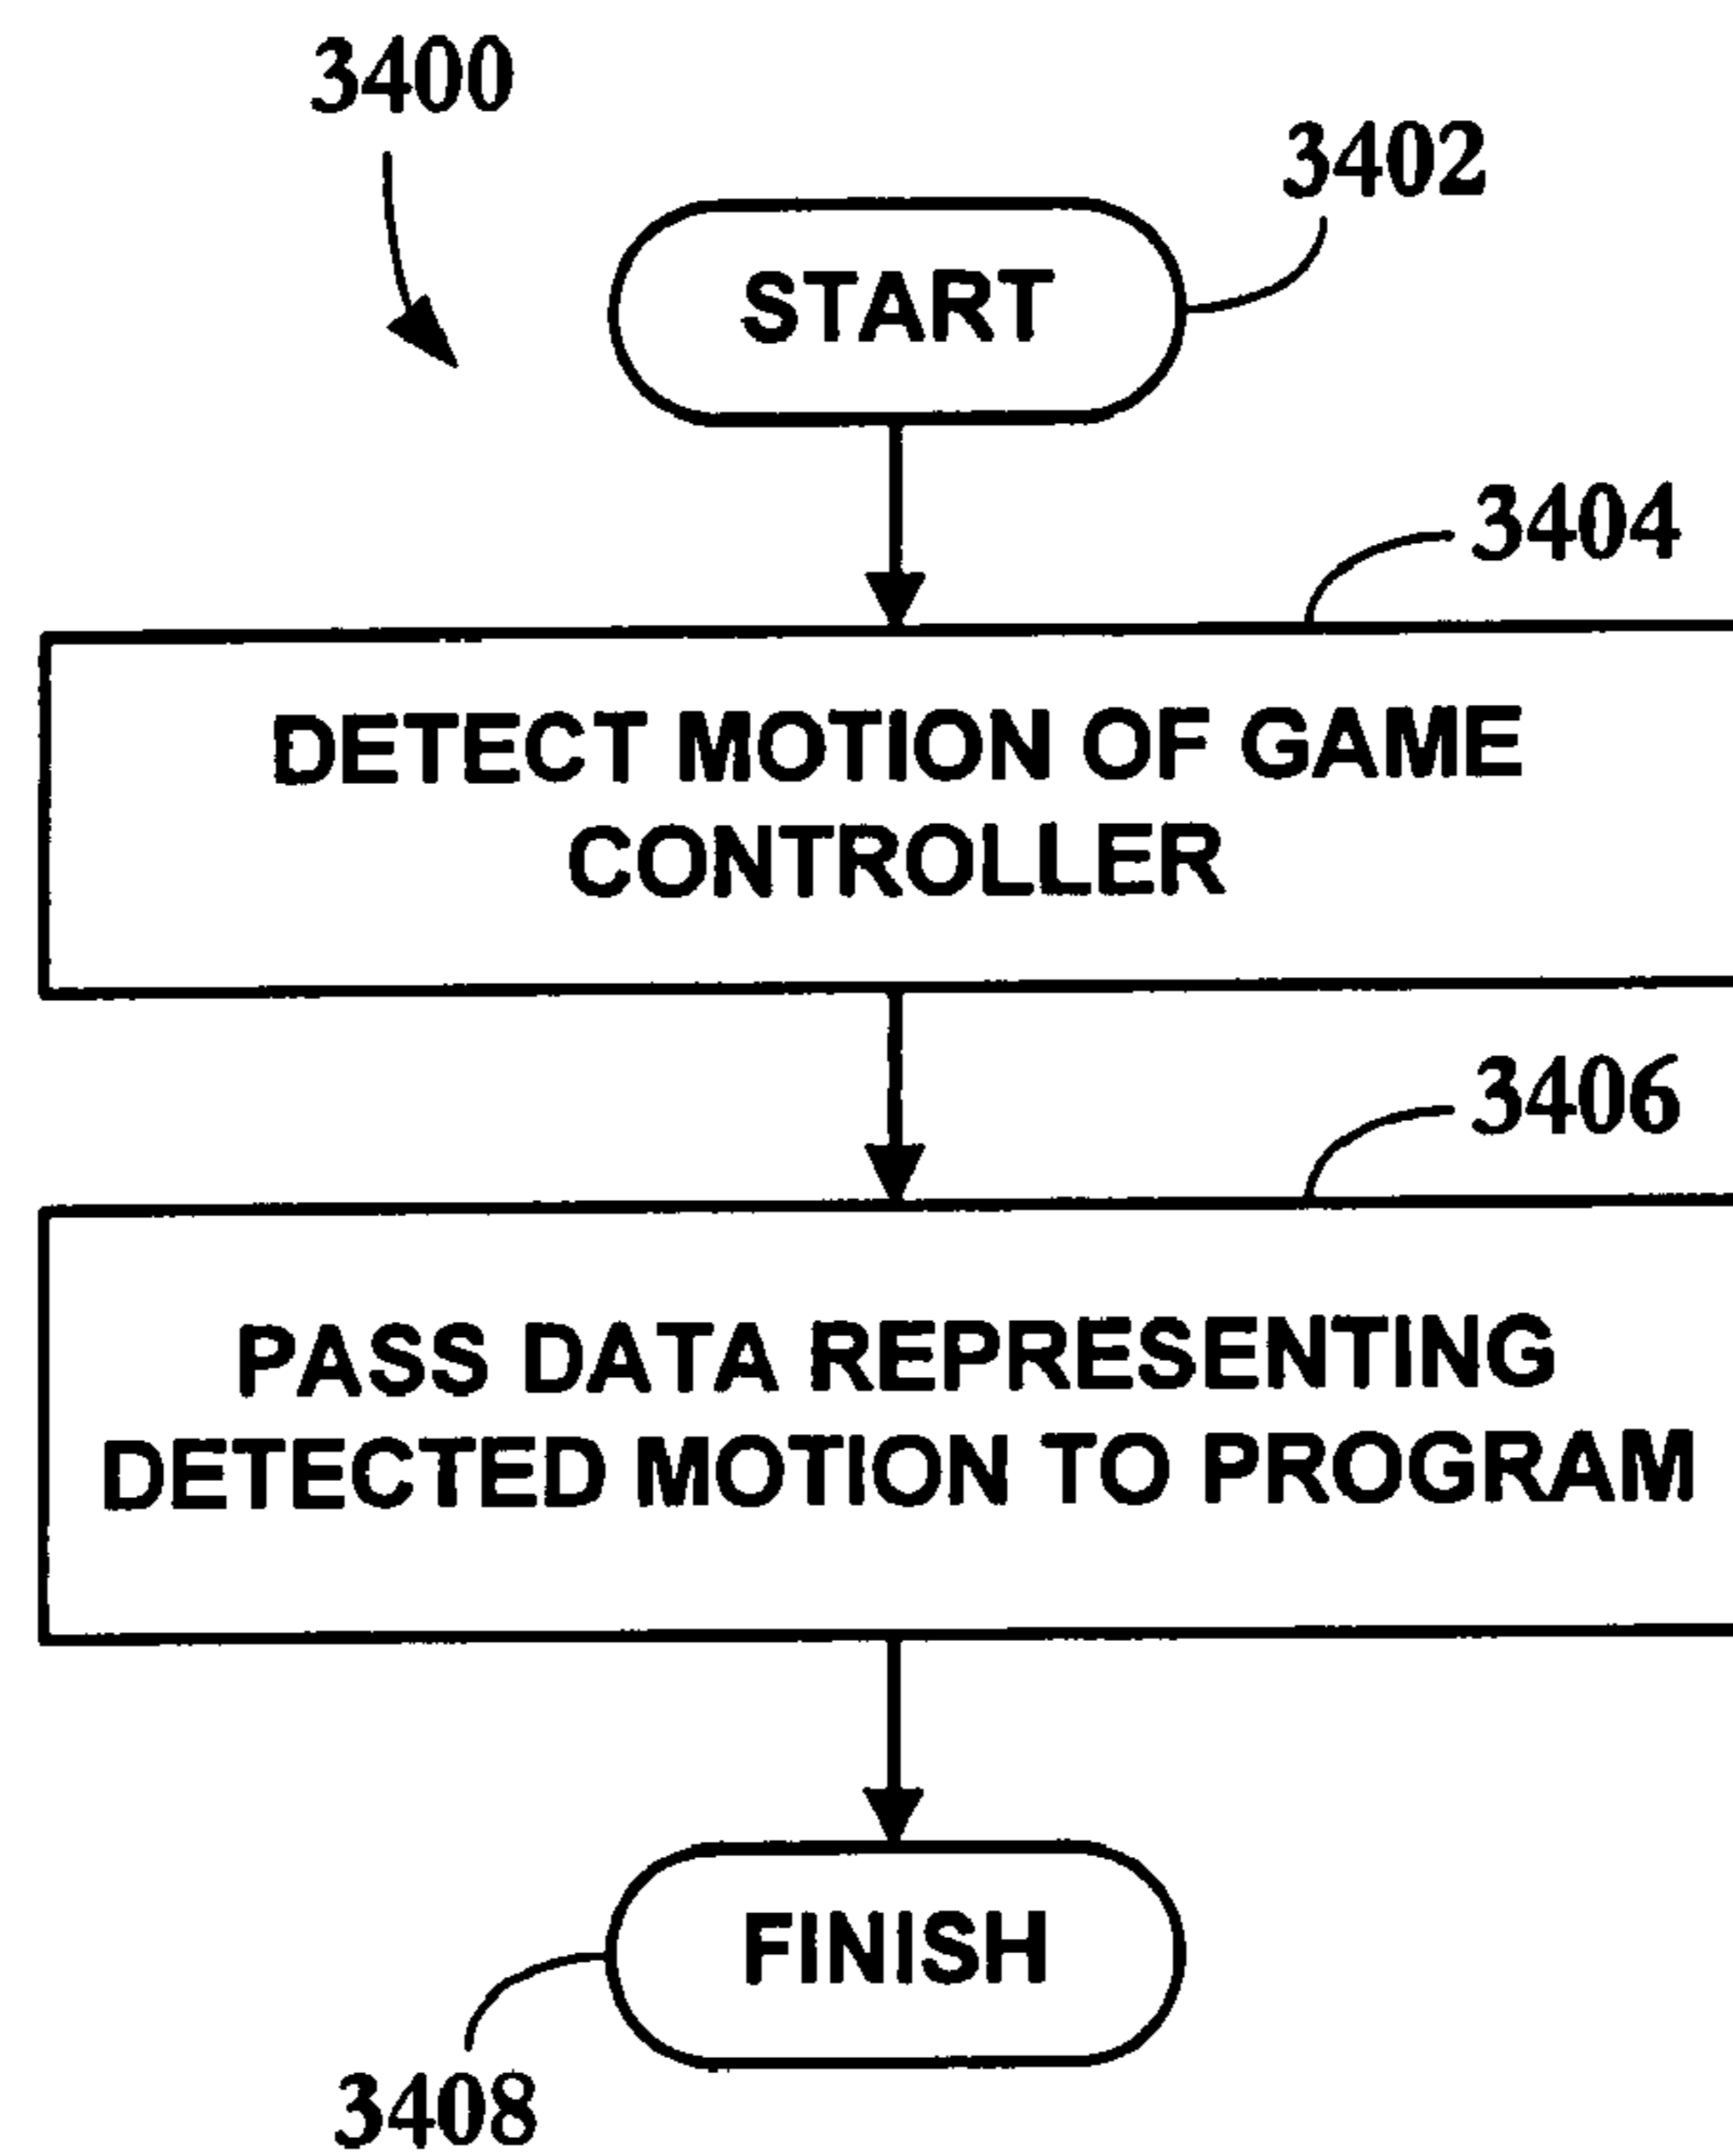 3400
3402
START
3404
DETECT MOTION OF GAME
CONTROLLER
3406
PASS DATA REPRESENTING
DETECTED MOTION TO PROGRAM
FINISH
3408